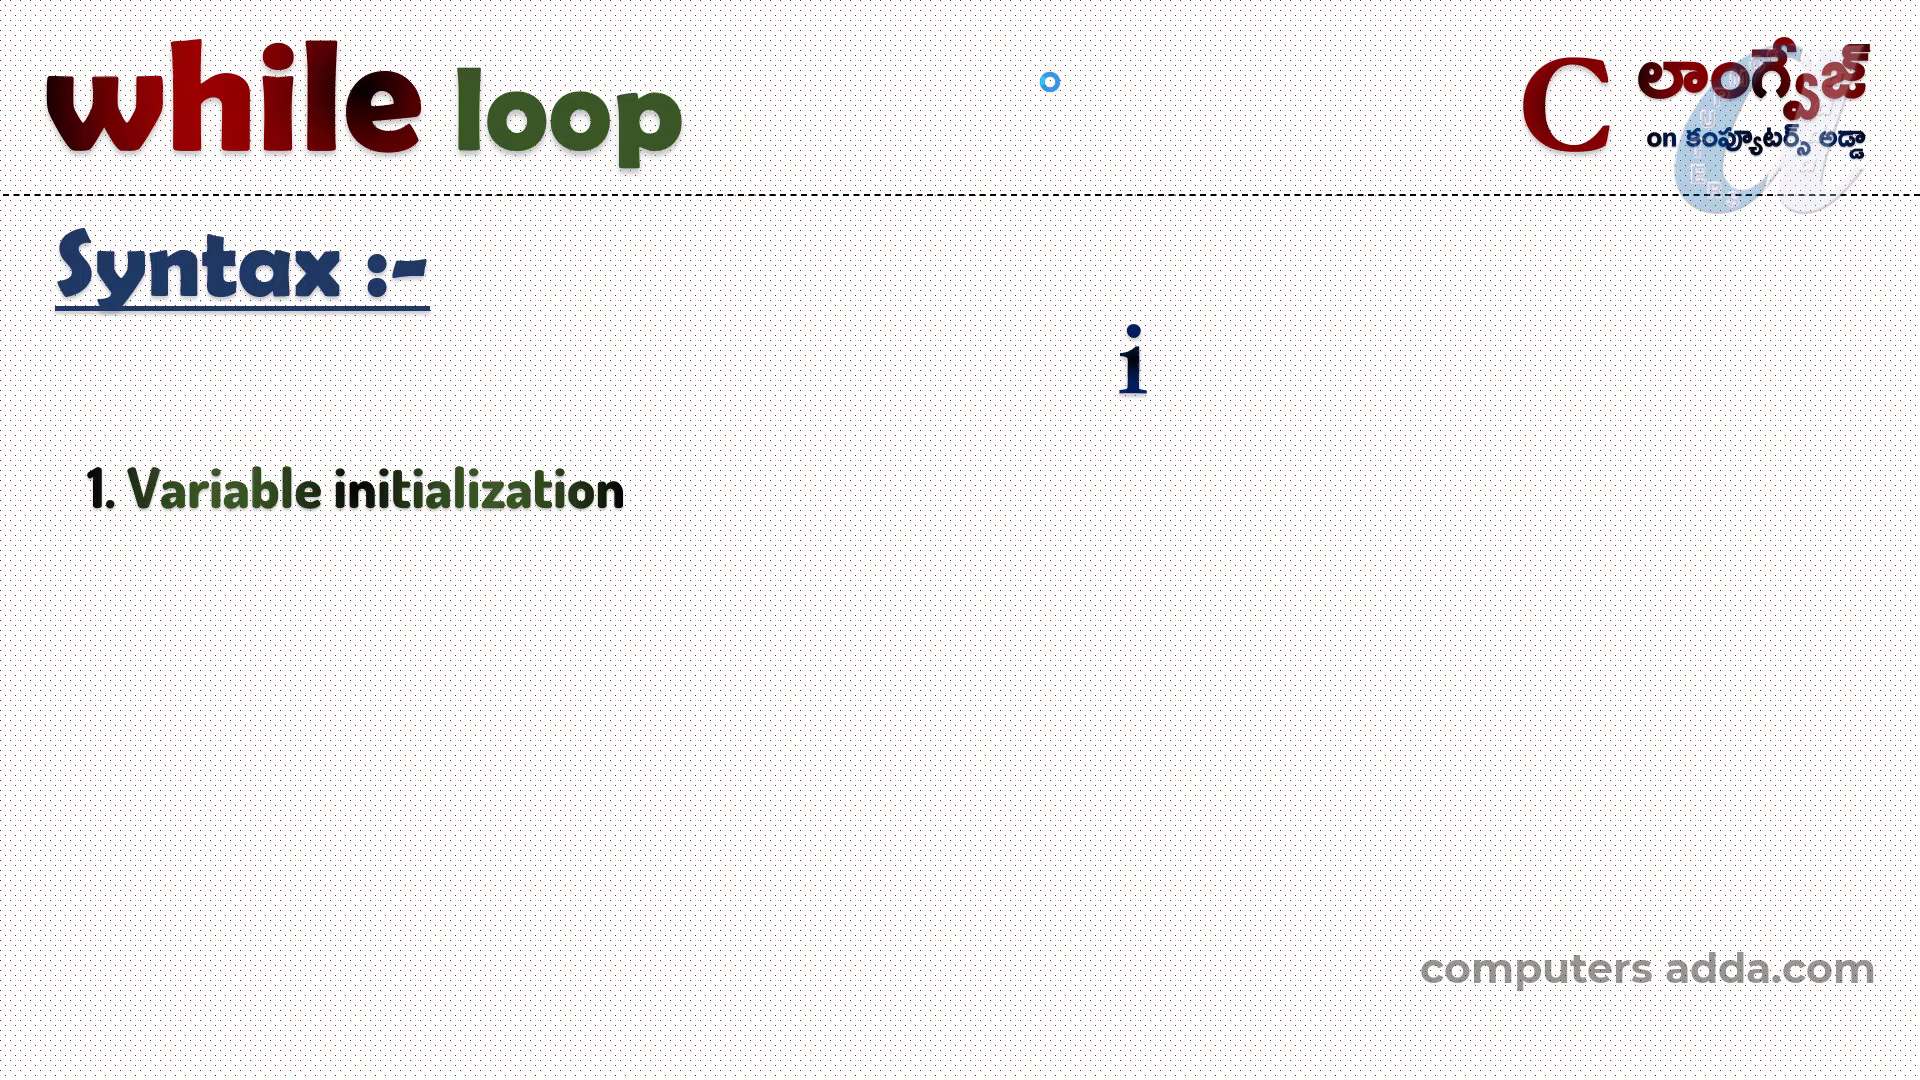 while loop
C లాంగ్వేజ్
on కంప్యూటర్స్ అడ్డా
Syntax :-
i
1. Variable initialization
computers adda.com